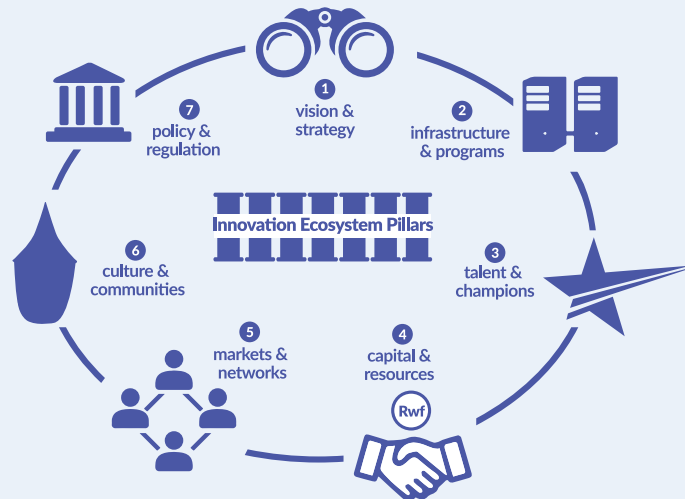 1
vision &
strategy
2
infrastructure
& programs
3
talent &
champions
4
capital &
resources
Rwf
5
markets &
networks
6
culture &
communities
7
policy &
regulation
Innovation Ecosystem Pillars